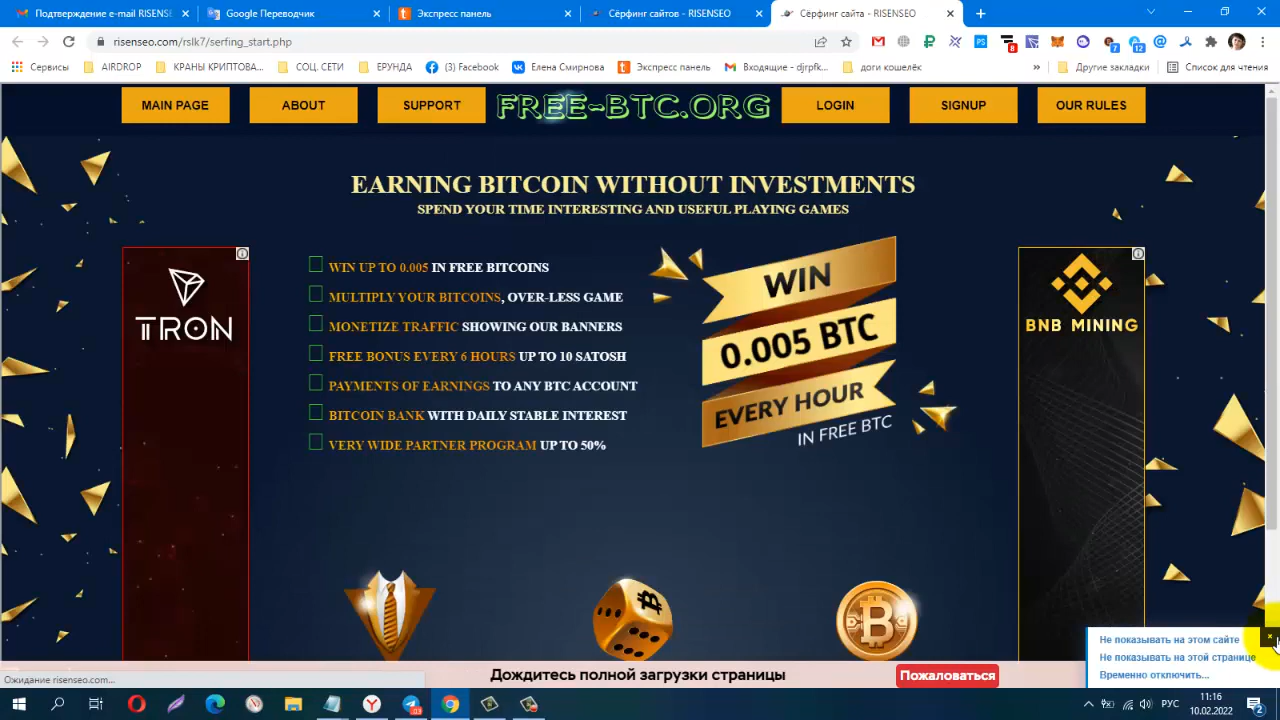 Подтверждение e-mail RISENSE
Google Переводчик
Экспресс панель
Сёрфинг сайтов - RISENSEO
Сёрфинг сайта - RISENSEO
risenseo.com/rslk7/serfing_start.php
8
7
12
Сервисы
AIRDROP
КРАНЫ КРИПТОВА...
СОЦ. СЕТИ
ЕРУНДА
(3) Facebook
Елена Смирнова
Экспресс панель
Входящие - djrpfk...
доги кошелёк
»
Другие закладки
Список для чтения
MAIN PAGE
ABOUT
SUPPORT
FREE-BTC.ORG
LOGIN
SIGNUP
OUR RULES
EARNING BITCOIN WITHOUT INVESTMENTS
SPEND YOUR TIME INTERESTING AND USEFUL PLAYING GAMES
TRON
WIN UP TO 0.005 IN FREE BITCOINS
MULTIPLY YOUR BITCOINS, OVER-LESS GAME
MONETIZE TRAFFIC SHOWING OUR BANNERS
FREE BONUS EVERY 6 HOURS UP TO 10 SATOSH
PAYMENTS OF EARNINGS TO ANY BTC ACCOUNT
BITCOIN BANK WITH DAILY STABLE INTEREST
VERY WIDE PARTNER PROGRAM UP TO 50%
WIN
0.005 BTC
EVERY HOUR
IN FREE BTC
BNB MINING
Не показывать на этом сайте
Не показывать на этой странице
Временно отключить...
Дождитесь полной загрузки страницы
Пожаловаться
Ожидание risenseo.com...
РУС
11:16
10.02.2022
2